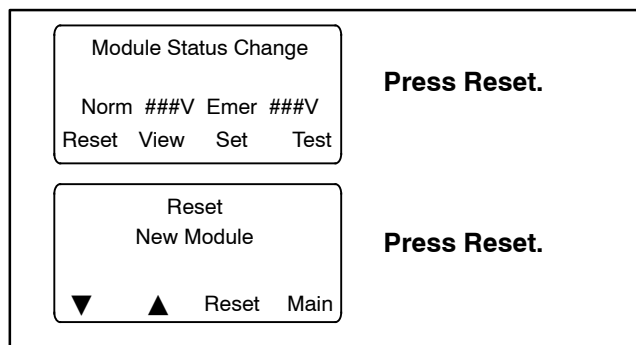 Module Status Change
Norm ###V Emer ###V
Reset View Set Test
Press Reset.
Reset
New Module
▼ ▲ Reset Main
Press Reset.